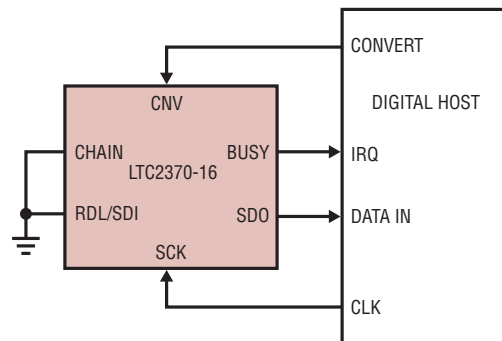 CONVERT
CNV
DIGITAL HOST
CHAIN
BUSY
IRQ
LTC2370-16
RDL/SDI
SDO
DATA IN
SCK
CLK